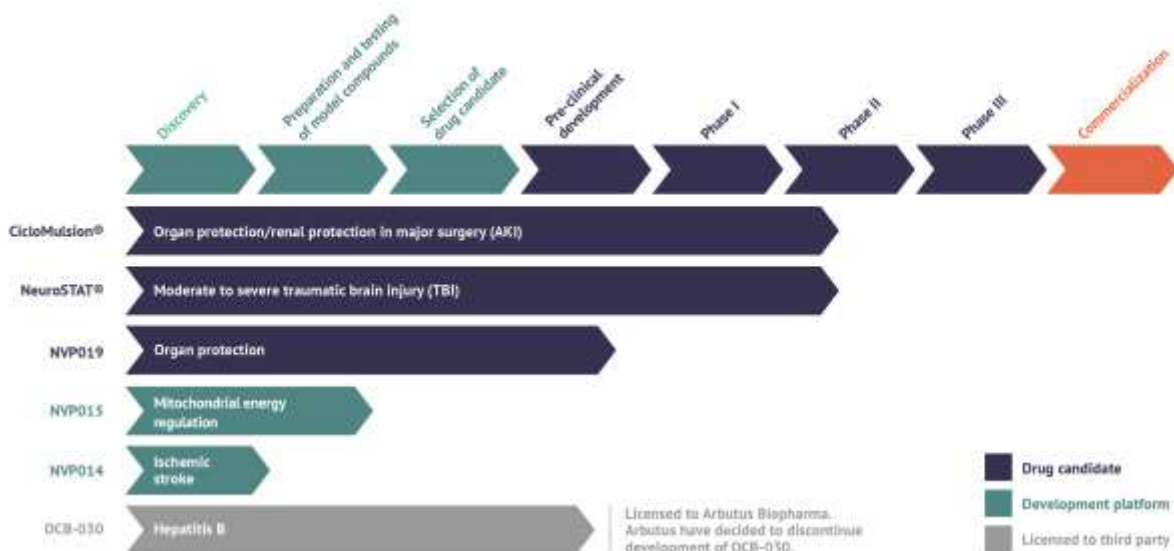 Discovery
Preparation and testing
of model compounds
Selection of
drug candidate
Pre-clinical
development
Phase I
Phase II
Phase III
Commercialization
CicloMulsion®
Organ protection/renal protection in major surgery (AKI)
NeuroSTAT®
Moderate to severe traumatic brain injury (TBI)
NVP019
Organ protection
NVP015
Mitochondrial energy
regulation
NVP014
Ischemic
stroke
OCB-030
Hepatitis B
Licensed to Arbutus Biopharma.
Arbutus have decided to discontinue
development of OCB-030.
Drug candidate
Development platform
Licensed to third party